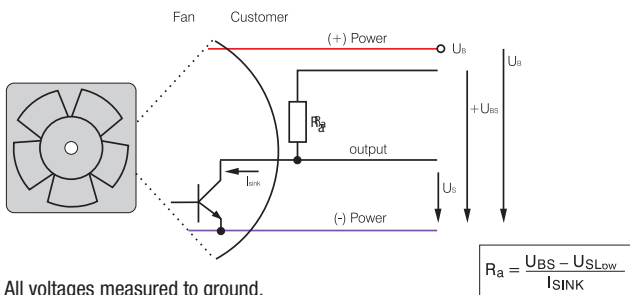 Fan Customer
(+) Power
UB
UB
+UBS
Ra
output
Isink
US
(-) Power
Ra = UBS – USLow
ISINK
All voltages measured to ground.